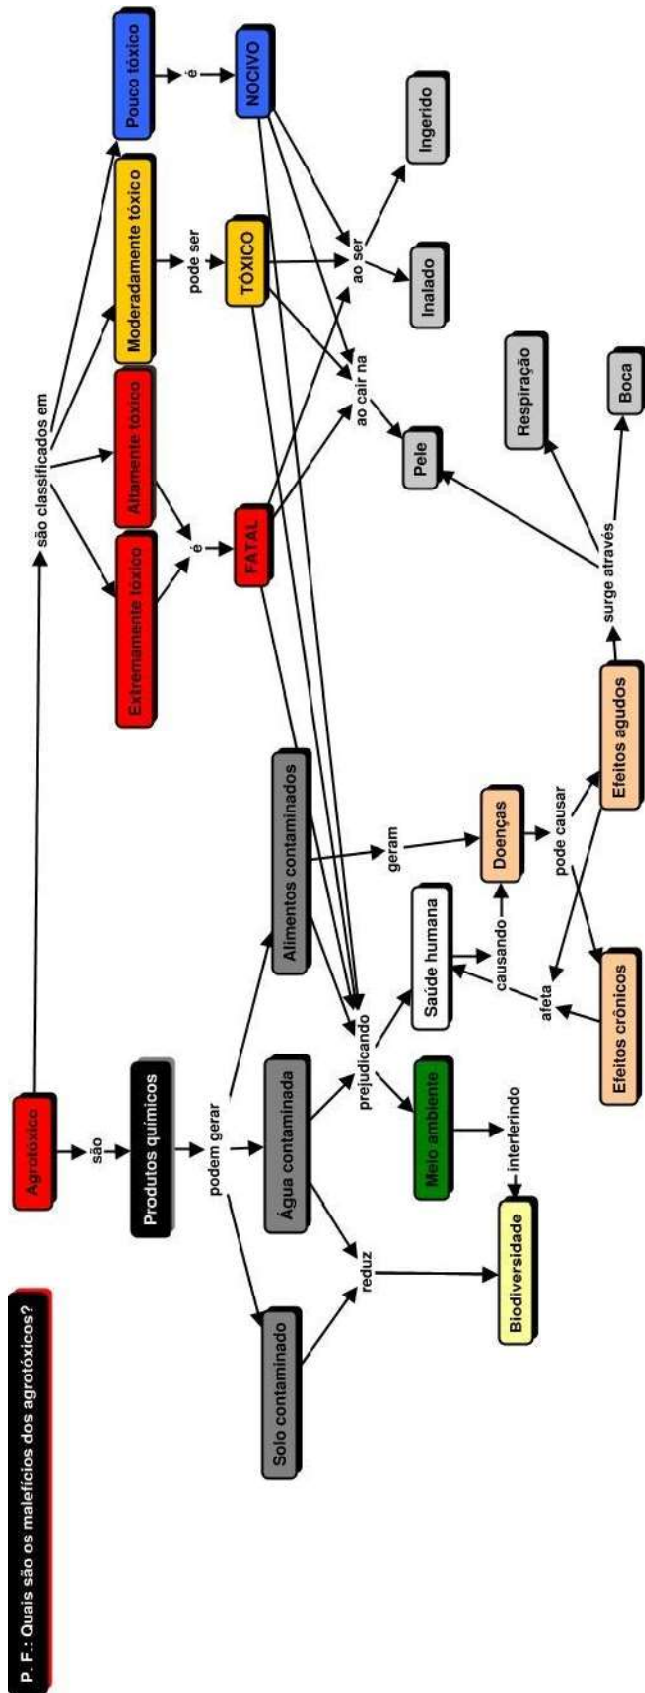 P. F.: Quais são os malefícios dos agrotóxicos?
Agrotóxico
são
Produtos químicos
podem gerar
Solo contaminado
Água contaminada
Alimentos contaminados
reduz
prejudicando
geram
Meio ambiente
Saúde humana
causando
Doenças
interlerindo
Biodiversidade
afeta
pode causar
Efeitos crônicos
Efeitos agudos
surge através
Pele
Respiração
Boca
são classificados em
Extremamente tóxico
Altamente tóxico
Moderadamente tóxico
Pouco tóxico
é
pode ser
é
FATAL
TÓXICO
NOCIVO
ao cair na
ao ser
Inalado
Ingerido